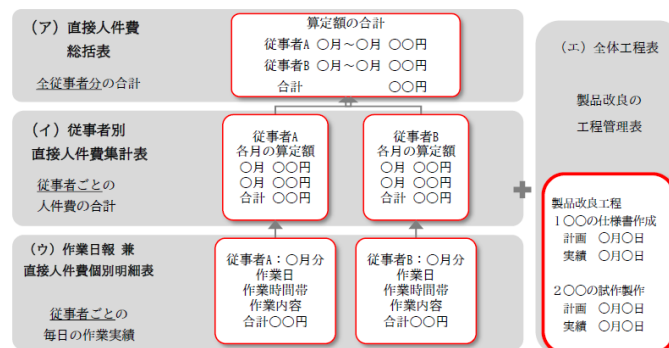 （ア）直接人件費
総括表
全従事者分の合計
算定額の合計
従事者A ○月～○月 ○○円
従事者B ○月～○月 ○○円
合計 ○○円
（イ）従事者別
直接人件費集計表
従事者ごとの
人件費の合計
従事者A
各月の算定額
○月 ○○円
○月 ○○円
合計 ○○円
従事者B
各月の算定額
○月 ○○円
○月 ○○円
合計 ○○円
（ウ）作業日報 兼
直接人件費個別明細表
従事者ごとの
毎日の作業実績
従事者A：○月分
作業日
作業時間帯
作業内容
合計○○円
従事者B：○月分
作業日
作業時間帯
作業内容
合計○○円
（エ）全体工程表
製品改良の
工程管理表
製品改良工程
１○○の仕様書作成
計画 ○月○日
実績 ○月○日
２○○の試作製作
計画 ○月○日
実績 ○月○日